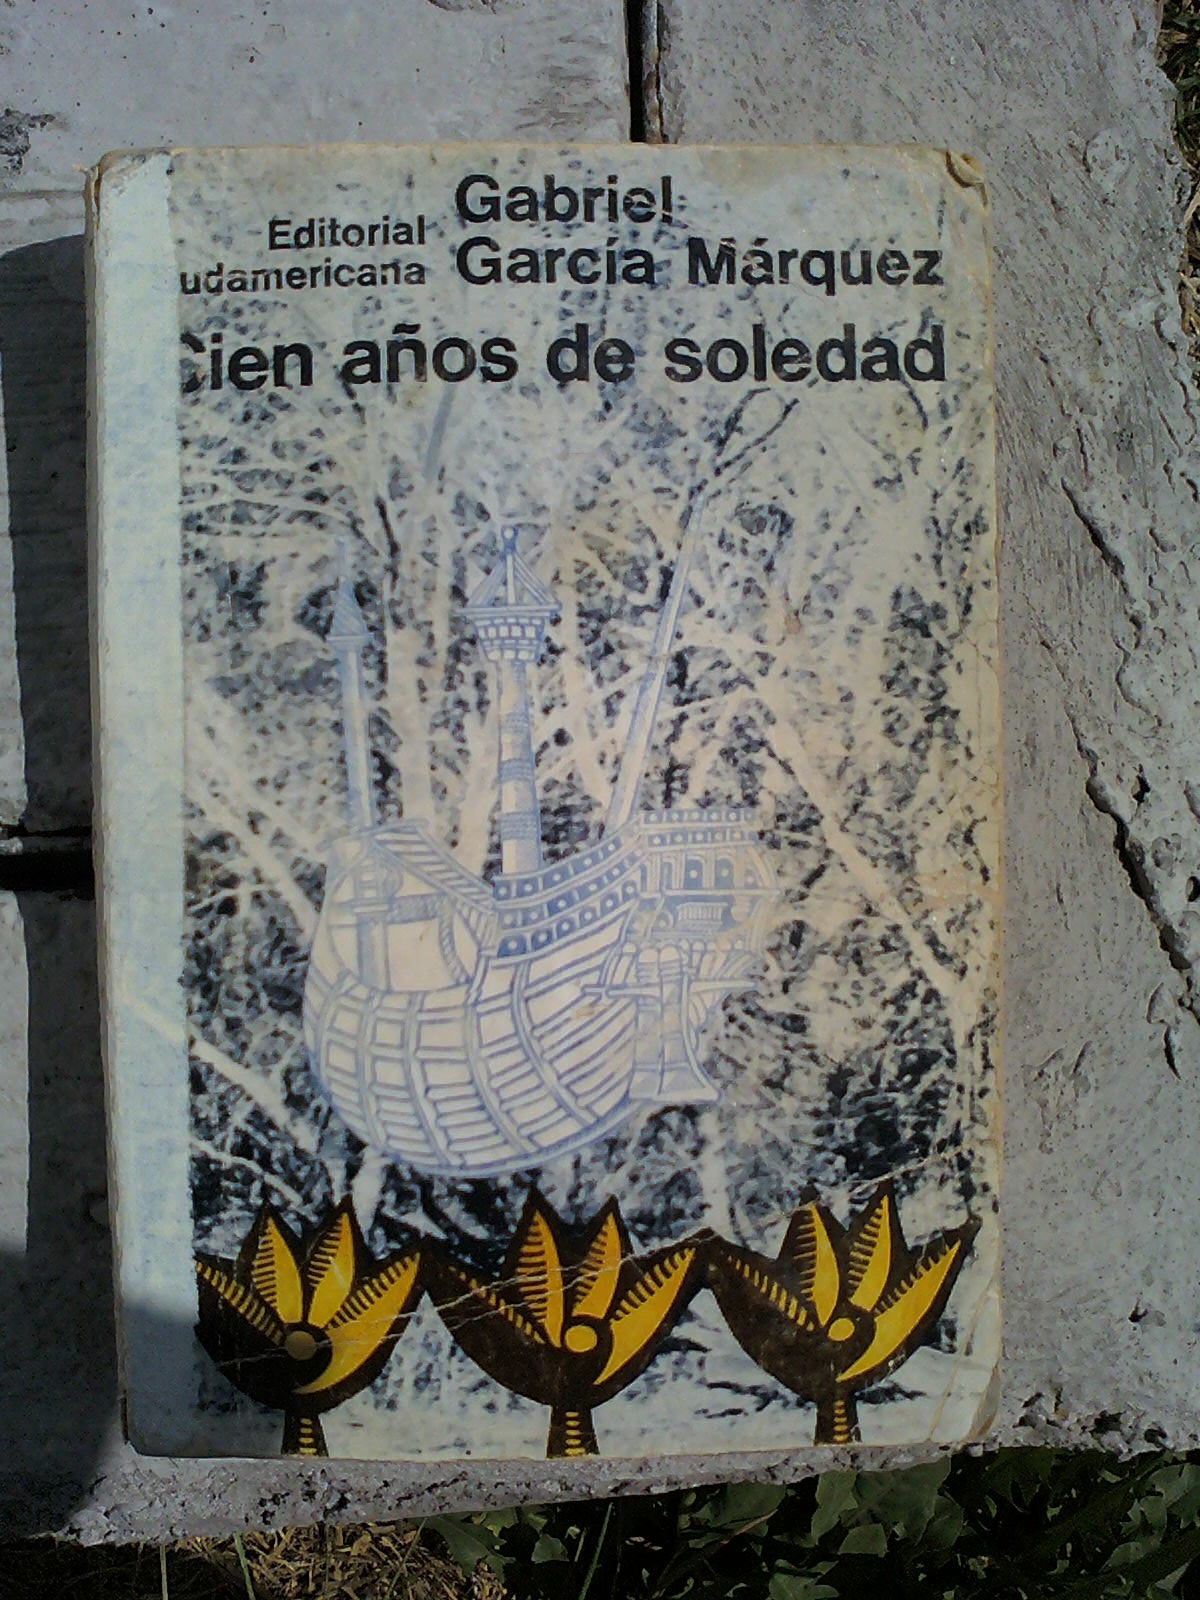 Gabriel
Editorial
García Márquez
udamericana
Cien años de soledad